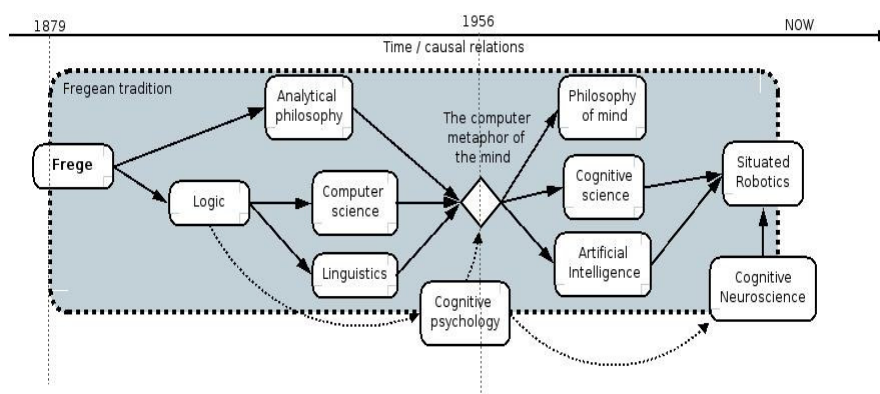 1879
1956
NOW
Time / causal relations
Fregean tradition
Analytical
philosophy
Philosophy
of mind
The computer
metaphor of
the mind
Frege
Situated
Robotics
Logic
Computer
science
Cognitive
science
Linguistics
Artificial
Intelligence
Cognitive
psychology
Cognitive
Neuroscience